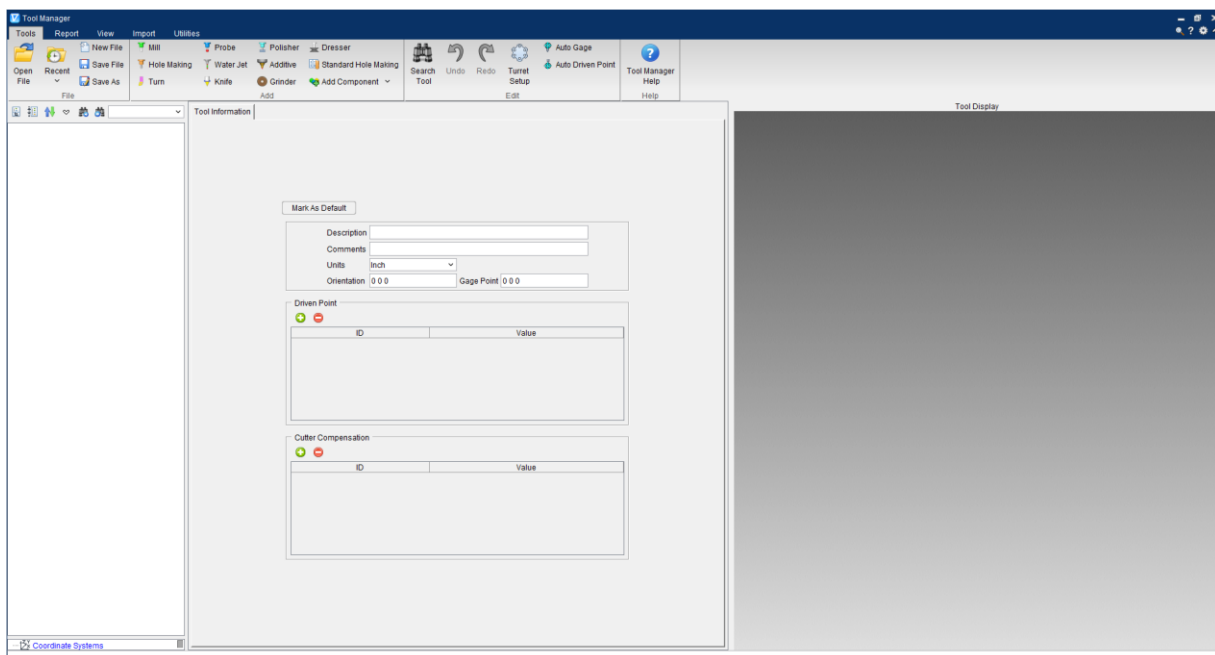 Tool Manager
Tools Report View Import Utilities
New File Mill Probe Polisher Dresser Auto Gage
Save File Hole Making Water Jet Additive Standard Hole Making Auto Driven Point
Open File Recent Save As Turn Knife Grinder Add Component Search Tool Undo Redo Turret Setup Tool Manager Help
File Add Edit Help
Tool Information
Tool Display
Mark As Default
Description
Comments
Units Inch
Orientation 0 0 0 Gage Point 0 0 0
Driven Point
ID Value
Cutter Compensation
ID Value
Coordinate Systems